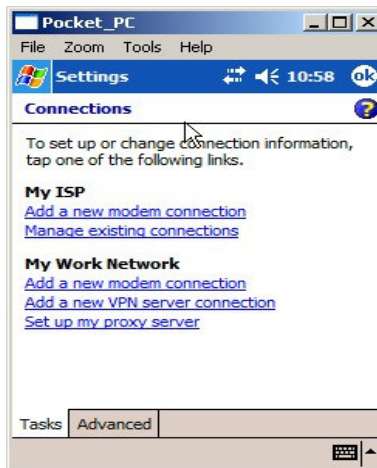 Pocket_PC
File Zoom Tools Help
Settings 10:58 ok
Connections ?
To set up or change connection information,
tap one of the following links.
My ISP
Add a new modem connection
Manage existing connections
My Work Network
Add a new modem connection
Add a new VPN server connection
Set up my proxy server
Tasks Advanced